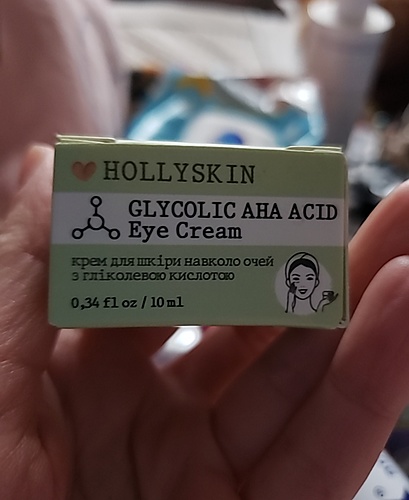 HOLLYSKIN
GLYCOLIC AHA ACID
Eye Cream
крем для шкіри навколо очей
з гліколевою кислотою
0,34 fl oz / 10 ml